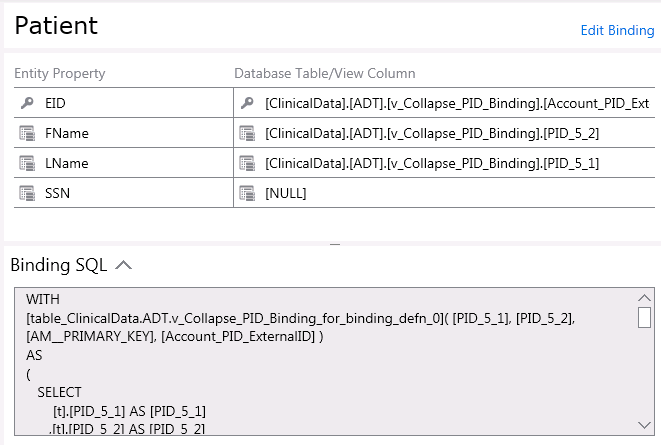 Patient
Edit Binding
Entity Property Database Table/View Column
EID [ClinicalData].[ADT].[v_Collapse_PID_Binding].[Account_PID_Ext
FName [ClinicalData].[ADT].[v_Collapse_PID_Binding].[PID_5_2]
LName [ClinicalData].[ADT].[v_Collapse_PID_Binding].[PID_5_1]
SSN [NULL]
Binding SQL
WITH
[table_ClinicalData.ADT.v_Collapse_PID_Binding_for_binding_defn_0]( [PID_5_1], [PID_5_2],
[AM__PRIMARY_KEY], [Account_PID_ExternalID] )
AS
(
SELECT
[t].[PID_5_1] AS [PID_5_1]
,[t].[PID_5_2] AS [PID_5_2]